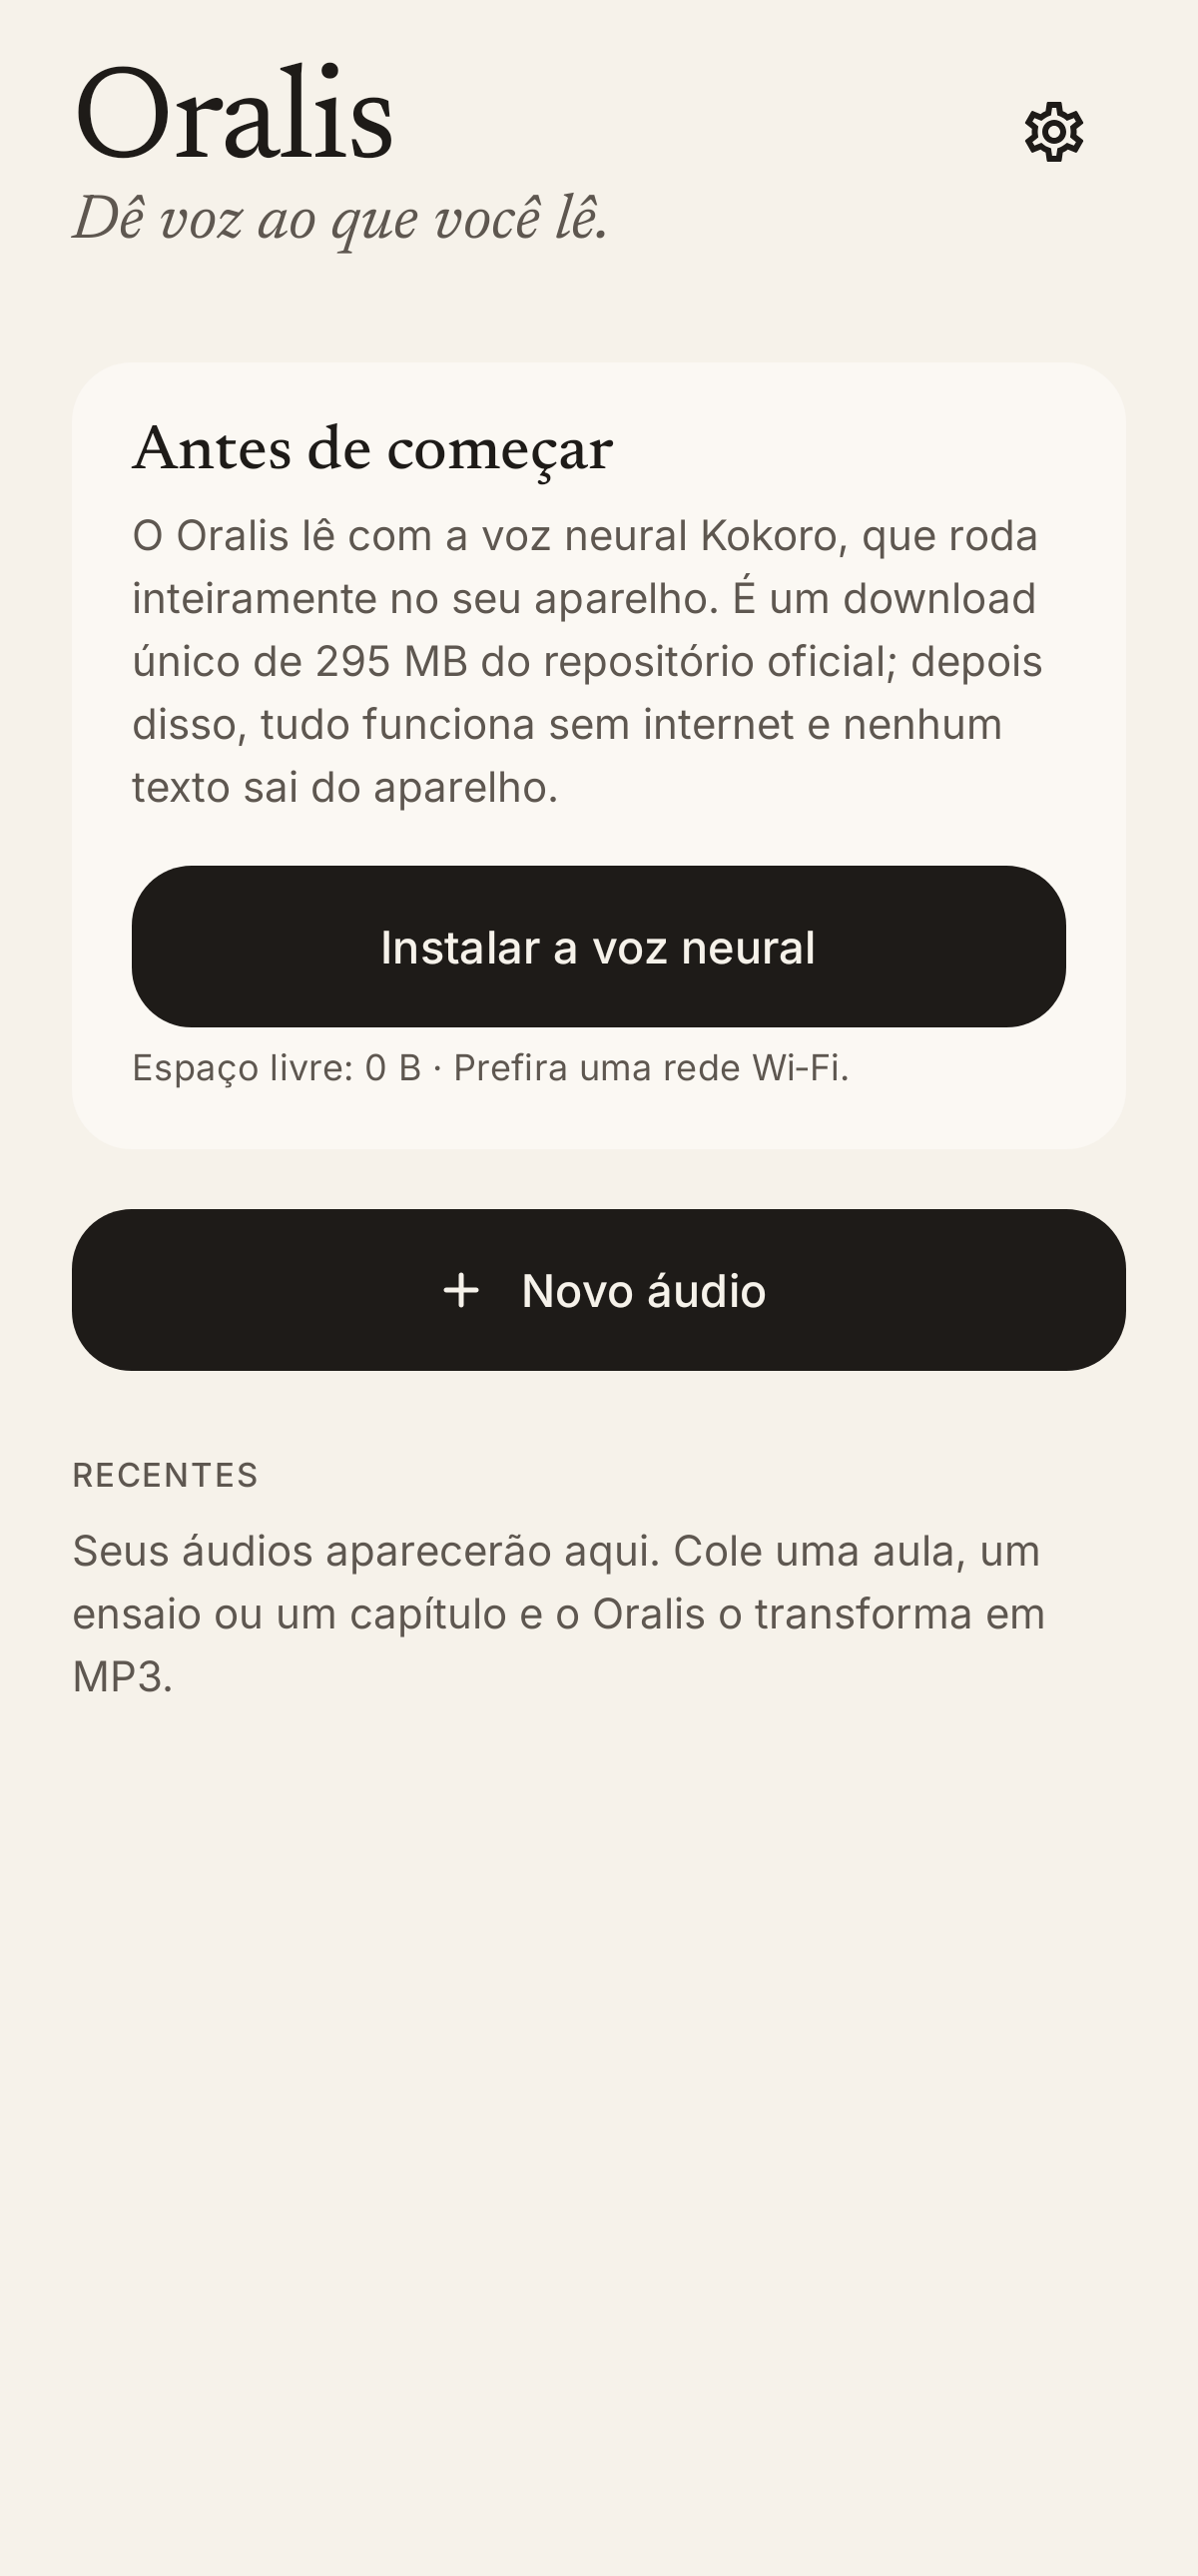 Oralis
Dê voz ao que você lê.
Antes de começar
O Oralis lê com a voz neural Kokoro, que roda
inteiramente no seu aparelho. É um download
único de 295 MB do repositório oficial; depois
disso, tudo funciona sem internet e nenhum
texto sai do aparelho.
Instalar a voz neural
Espaço livre: 0 B · Prefira uma rede Wi-Fi.
+ Novo áudio
RECENTES
Seus áudios aparecerão aqui. Cole uma aula, um
ensaio ou um capítulo e o Oralis o transforma em
MP3.